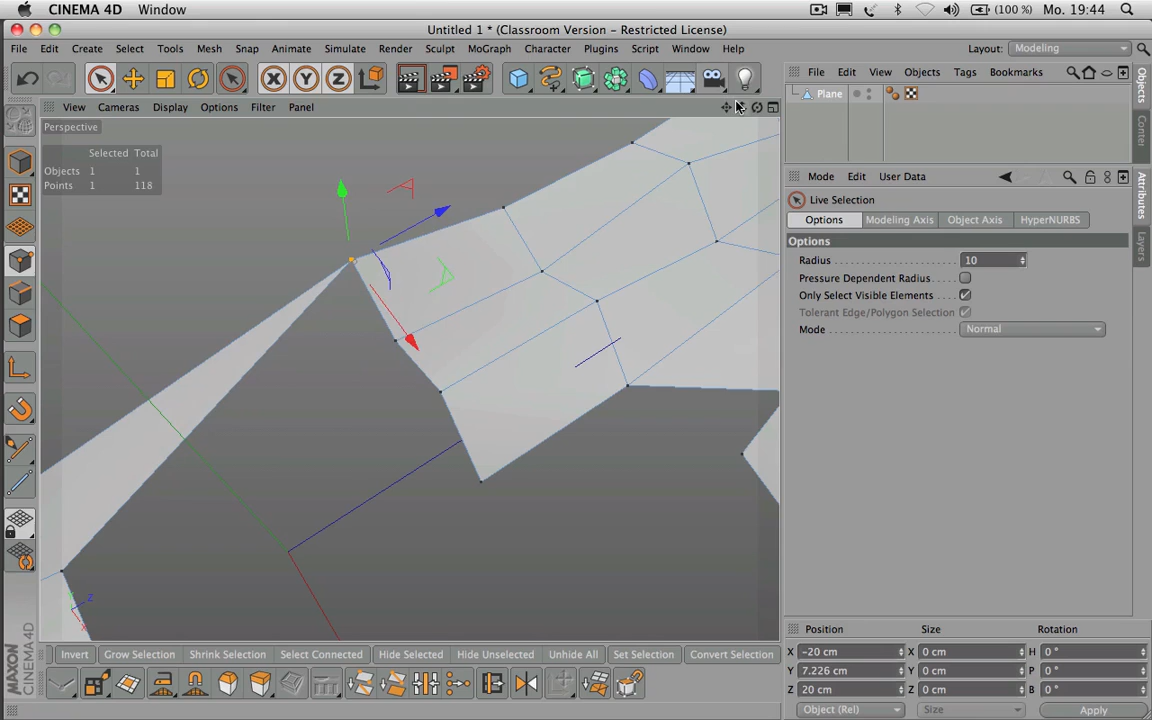 CINEMA 4D Window (100 %) Mo. 19:44
Untitled 1 * (Classroom Version - Restricted License)
File Edit Create Select Tools Mesh Snap Animate Simulate Render Sculpt MoGraph Character Plugins Script Window Help Layout: Modeling
X Y Z
File Edit View Objects Tags Bookmarks
View Cameras Display Options Filter Panel
Plane
Perspective
Selected Total
Objects 1 1
Points 1 118
Mode Edit User Data
Live Selection
Options Modeling Axis Object Axis HyperNURBS
Options
Radius 10
Pressure Dependent Radius
Only Select Visible Elements
Tolerant Edge/Polygon Selection
Mode Normal
Objects
Attributes
Layers
Z
Position Size Rotation
X -20 cm X 0 cm H 0 °
Y 7.226 cm Y 0 cm P 0 °
Z 20 cm Z 0 cm B 0 °
Object (Rel) Size Apply
Invert Grow Selection Shrink Selection Select Connected Hide Selected Hide Unselected Unhide All Set Selection Convert Selection
MAXON
CINEMA 4D